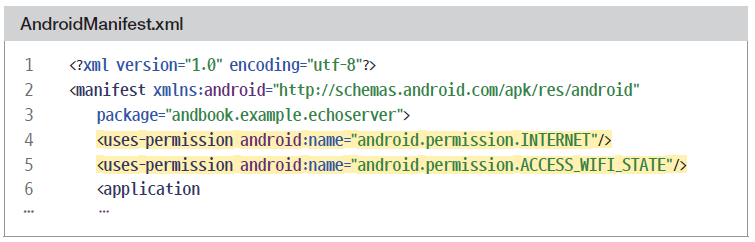 AndroidManifest.xml
1 <?xml version="1.0" encoding="utf-8"?>
2 <manifest xmlns:android="http://schemas.android.com/apk/res/android"
3 package="andbook.example.echoserver">
4 <uses-permission android:name="android.permission.INTERNET"/>
5 <uses-permission android:name="android.permission.ACCESS_WIFI_STATE"/>
6 <application
… …